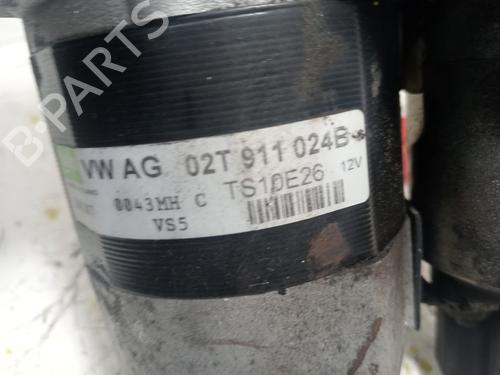 B-PARTS
VW AG 02T 911 024B
0043MH C TS10E26 12V
VS5